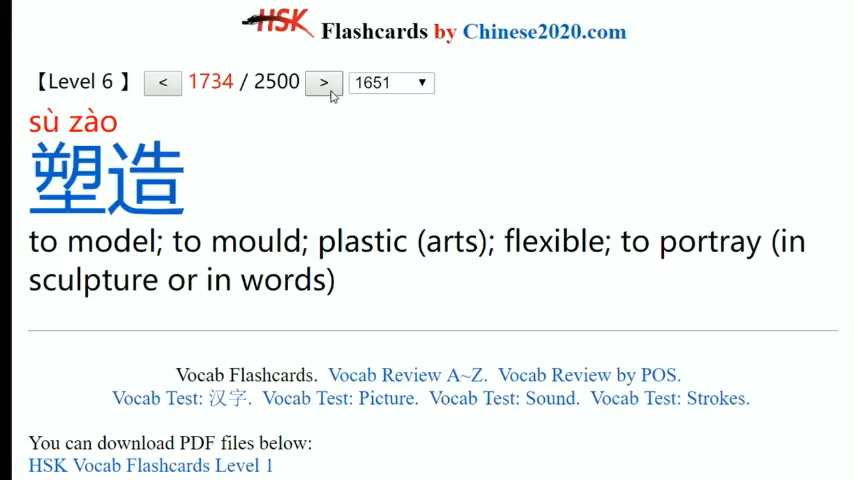 HSK Flashcards by Chinese2020.com
【Level 6 】 < 1734 / 2500 > 1651 ▼
sù zào
塑造
to model; to mould; plastic (arts); flexible; to portray (in
sculpture or in words)
Vocab Flashcards. Vocab Review A~Z. Vocab Review by POS.
Vocab Test: 汉字. Vocab Test: Picture. Vocab Test: Sound. Vocab Test: Strokes.
You can download PDF files below:
HSK Vocab Flashcards Level 1